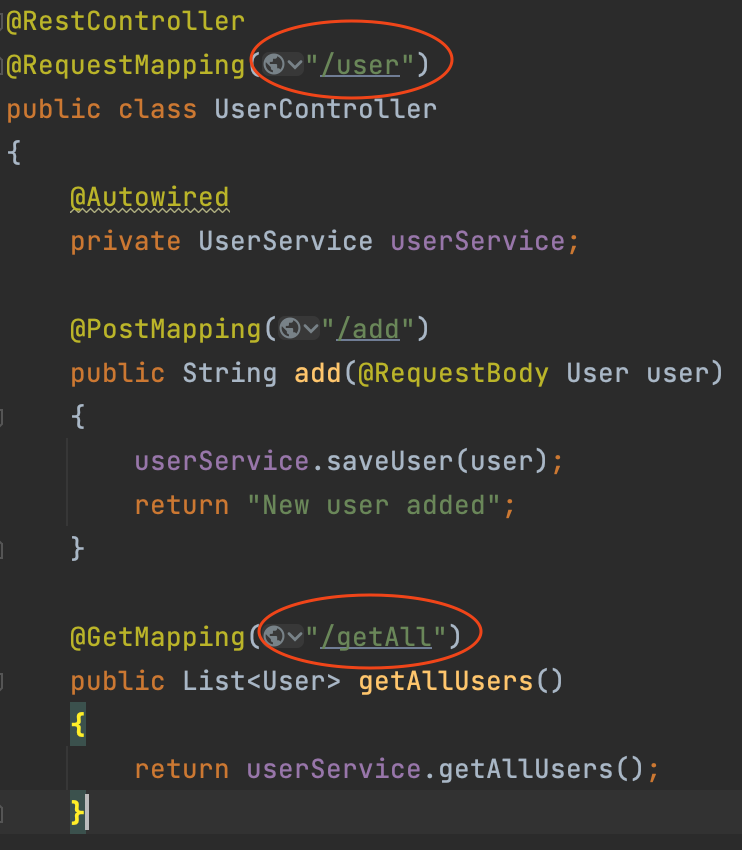 @RestController
@RequestMapping("/user")
public class UserController
{
@Autowired
private UserService userService;
@PostMapping("/add")
public String add(@RequestBody User user)
{
userService.saveUser(user);
return "New user added";
}
@GetMapping("/getAll")
public List<User> getAllUsers()
{
return userService.getAllUsers();
}